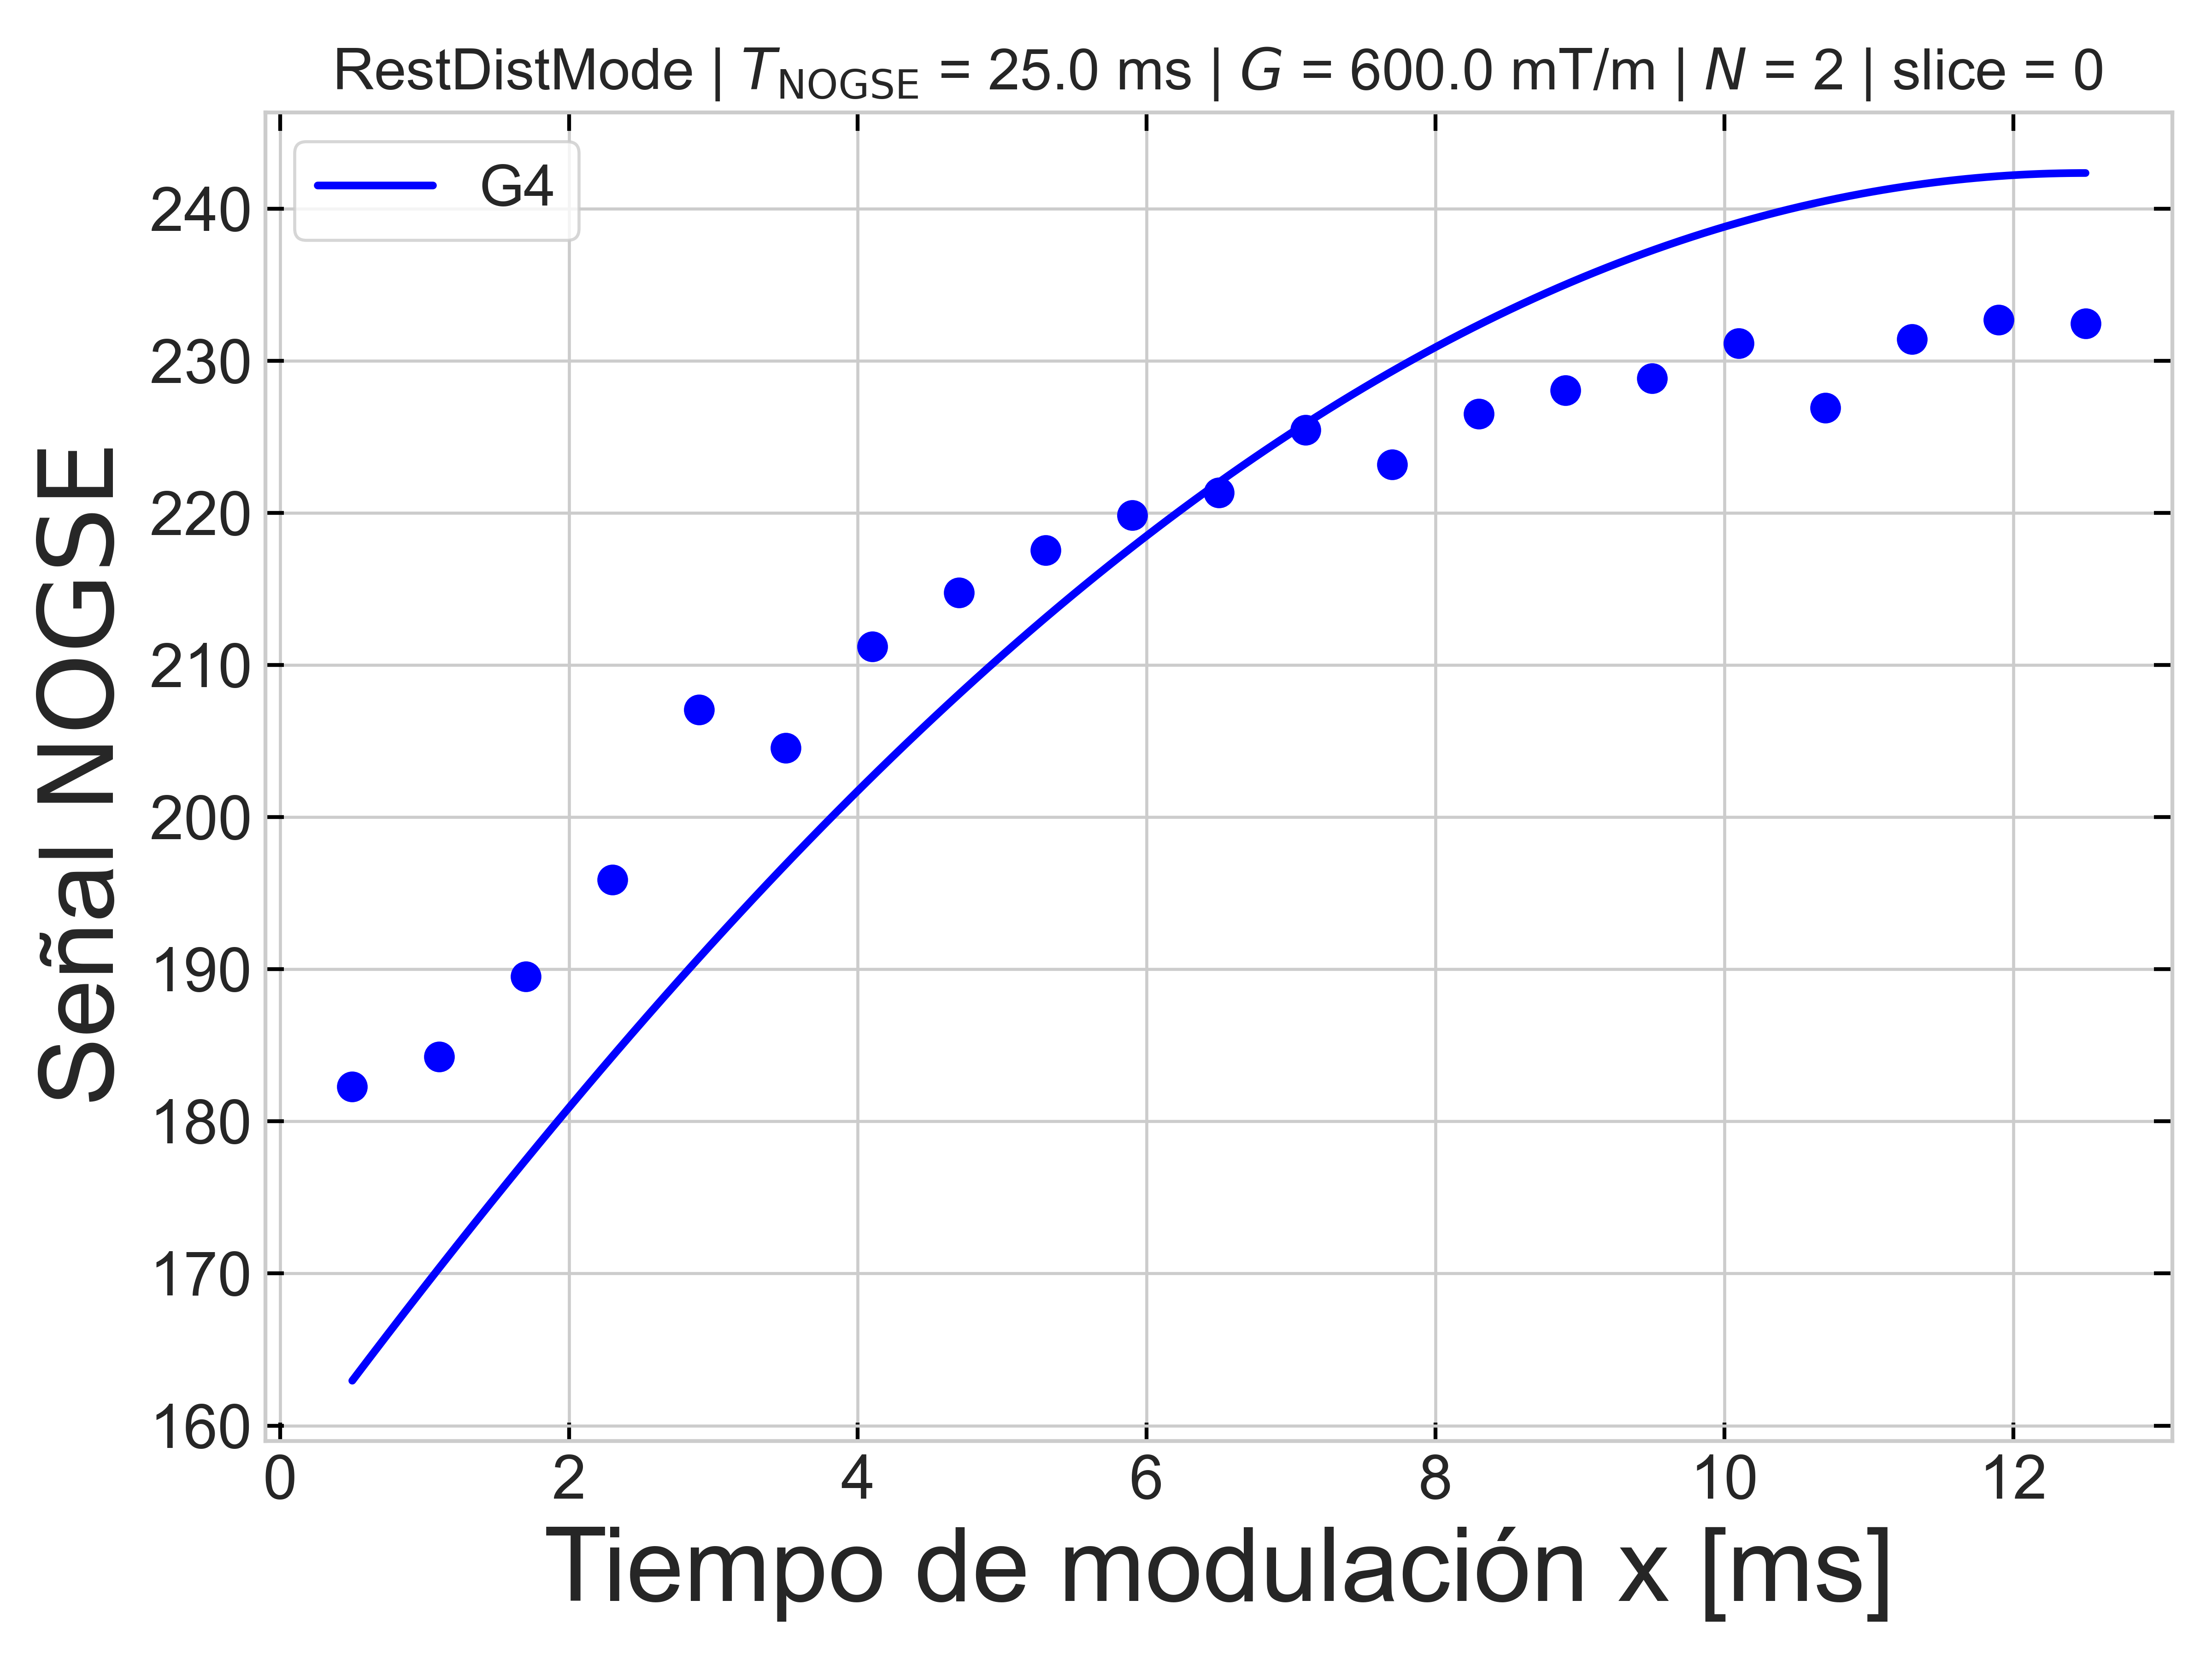 RestDistMode | T_NOGSE = 25.0 ms | G = 600.0 mT/m | N = 2 | slice = 0
G4
Señal NOGSE
240
230
220
210
200
190
180
170
160
0 2 4 6 8 10 12
Tiempo de modulación x [ms]